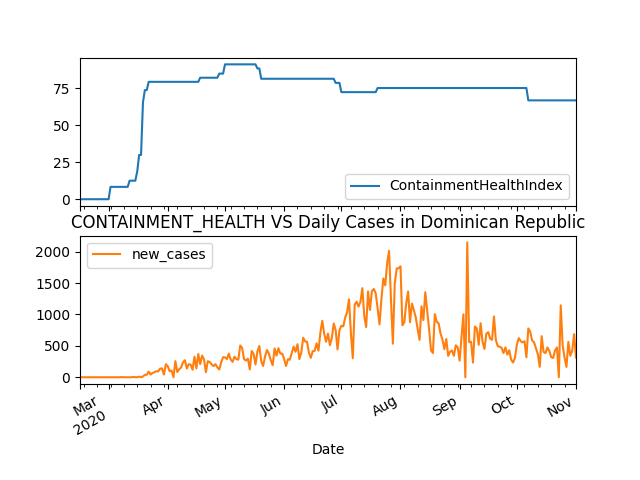 75
50
25
0
ContainmentHealthIndex
CONTAINMENT_HEALTH VS Daily Cases in Dominican Republic
2000
1500
1000
500
0
new_cases
Mar
2020
Apr
May
Jun
Jul
Aug
Sep
Oct
Nov
Date